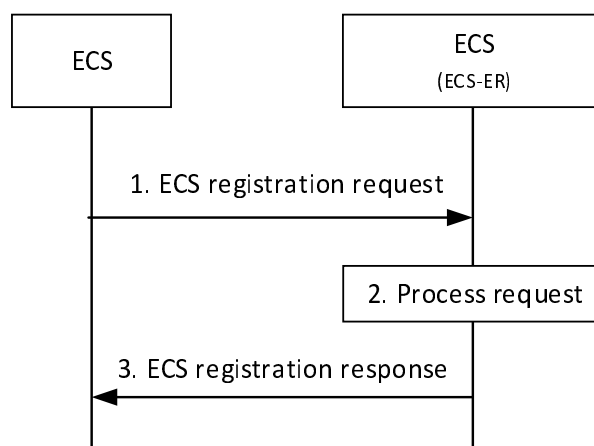 ECS
ECS
(ECS-ER)
1. ECS registration request
2. Process request
3. ECS registration response